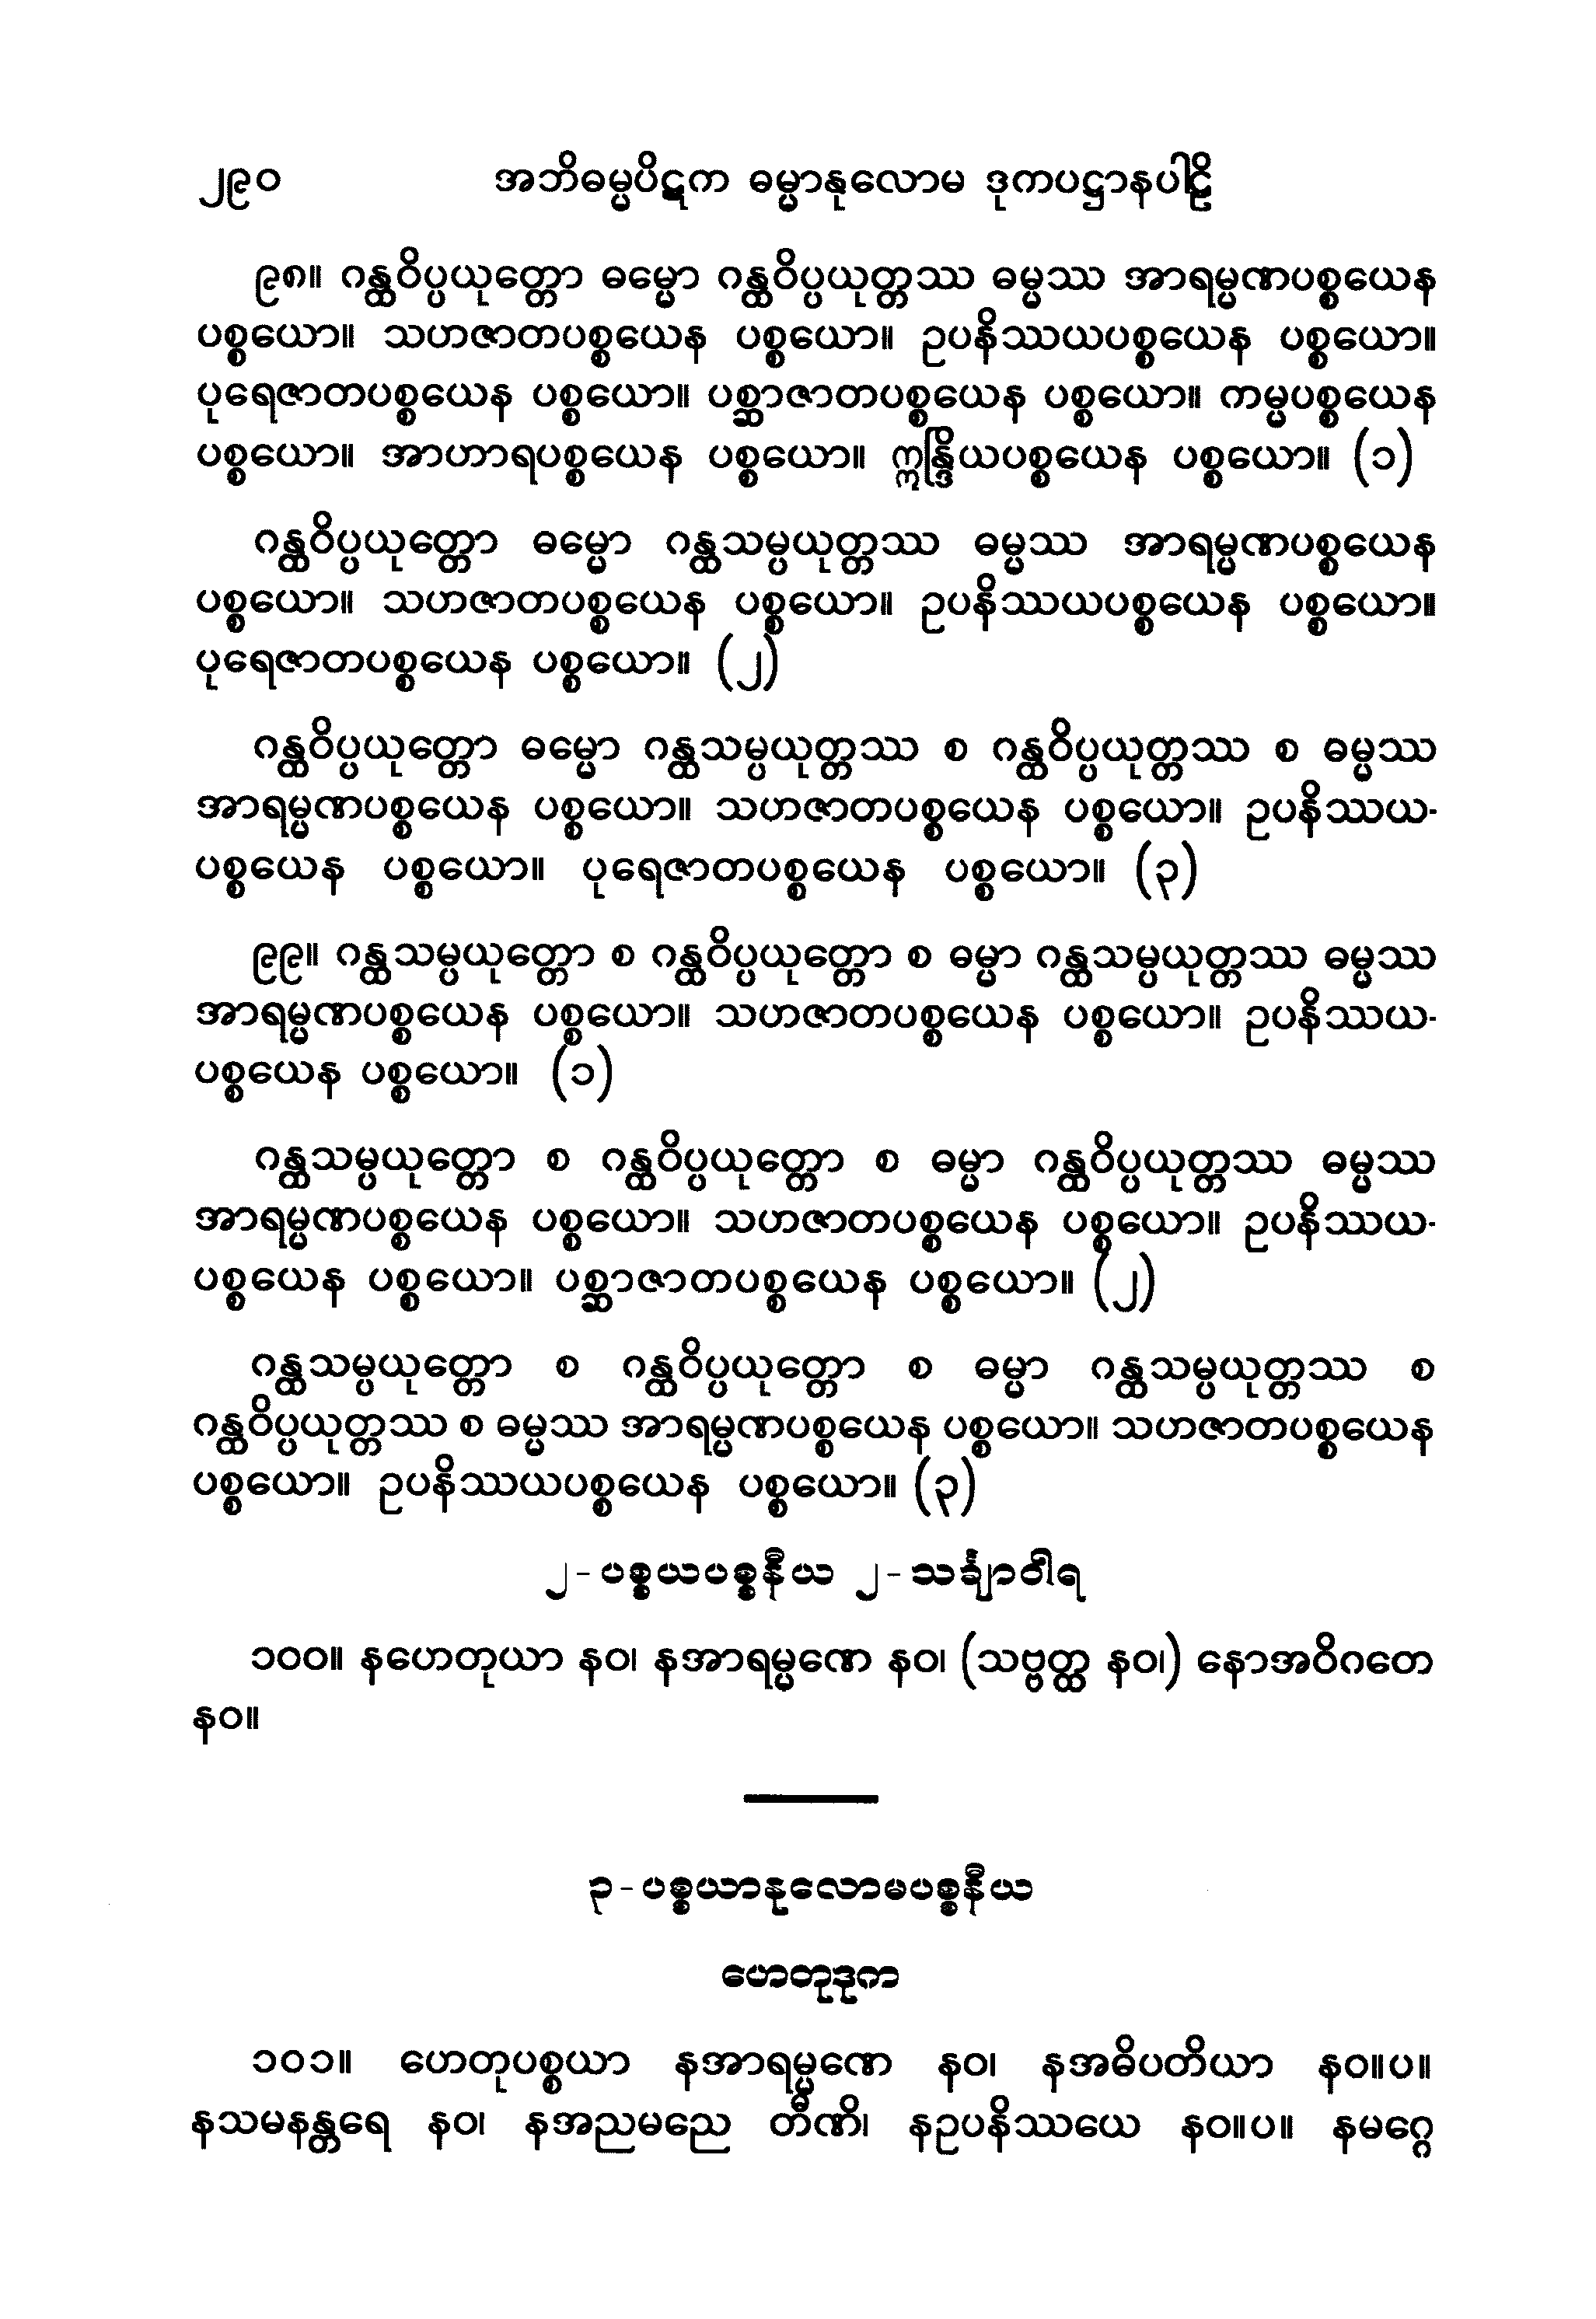 ၂၉၀ အဘိဓမ္မပိဋက ဓမ္မာနုလောမ ဒုကပဋ္ဌာနပါဠိ
၉၈။ ဂန္ထဝိပ္ပယုတ္တော ဓမ္မော ဂန္ထဝိပ္ပယုတ္တဿ ဓမ္မဿ အာရမ္မဏပစ္စယေန
ပစ္စယော။ သဟဇာတပစ္စယေန ပစ္စယော။ ဥပနိဿယပစ္စယေန ပစ္စယော။
ပုရေဇာတပစ္စယေန ပစ္စယော။ ပစ္ဆာဇာတပစ္စယေန ပစ္စယော။ ကမ္မပစ္စယေန
ပစ္စယော။ အာဟာရပစ္စယေန ပစ္စယော။ ဣန္ဒြိယပစ္စယေန ပစ္စယော။ (၁)
ဂန္ထဝိပ္ပယုတ္တော ဓမ္မော ဂန္ထသမ္ပယုတ္တဿ ဓမ္မဿ အာရမ္မဏပစ္စယေန
ပစ္စယော။ သဟဇာတပစ္စယေန ပစ္စယော။ ဥပနိဿယပစ္စယေန ပစ္စယော။
ပုရေဇာတပစ္စယေန ပစ္စယော။ (၂)
ဂန္ထဝိပ္ပယုတ္တော ဓမ္မော ဂန္ထသမ္ပယုတ္တဿ စ ဂန္ထဝိပ္ပယုတ္တဿ စ ဓမ္မဿ
အာရမ္မဏပစ္စယေန ပစ္စယော။ သဟဇာတပစ္စယေန ပစ္စယော။ ဥပနိဿယ-
ပစ္စယေန ပစ္စယော။ ပုရေဇာတပစ္စယေန ပစ္စယော။ (၃)
၉၉။ ဂန္ထသမ္ပယုတ္တော စ ဂန္ထဝိပ္ပယုတ္တော စ ဓမ္မာ ဂန္ထသမ္ပယုတ္တဿ ဓမ္မဿ
အာရမ္မဏပစ္စယေန ပစ္စယော။ သဟဇာတပစ္စယေန ပစ္စယော။ ဥပနိဿယ-
ပစ္စယေန ပစ္စယော။ (၁)
ဂန္ထသမ္ပယုတ္တော စ ဂန္ထဝိပ္ပယုတ္တော စ ဓမ္မာ ဂန္ထဝိပ္ပယုတ္တဿ ဓမ္မဿ
အာရမ္မဏပစ္စယေန ပစ္စယော။ သဟဇာတပစ္စယေန ပစ္စယော။ ဥပနိဿယ-
ပစ္စယေန ပစ္စယော။ ပစ္ဆာဇာတပစ္စယေန ပစ္စယော။ (၂)
ဂန္ထသမ္ပယုတ္တော စ ဂန္ထဝိပ္ပယုတ္တော စ ဓမ္မာ ဂန္ထသမ္ပယုတ္တဿ စ
ဂန္ထဝိပ္ပယုတ္တဿ စ ဓမ္မဿ အာရမ္မဏပစ္စယေန ပစ္စယော။ သဟဇာတပစ္စယေန
ပစ္စယော။ ဥပနိဿယပစ္စယေန ပစ္စယော။ (၃)
၂-ပစ္စယပစ္စနီယ ၂-သင်္ချာဝါရ
၁၀၀။ နဟေတုယာ နဝ၊ နအာရမ္မဏေ နဝ၊ (သဗ္ဗတ္ထ နဝ၊) နောအဝိဂတေ
နဝ။
၃-ပစ္စယာနုလောမပစ္စနီယ
ဟေတုဒုက
၁၀၁။ ဟေတုပစ္စယာ နအာရမ္မဏေ နဝ၊ နအဓိပတိယာ နဝ။ပ။
နသမနန္တရေ နဝ၊ နအညမညေ တီဏိ၊ နဥပနိဿယေ နဝ။ပ။ နမဂ္ဂေ